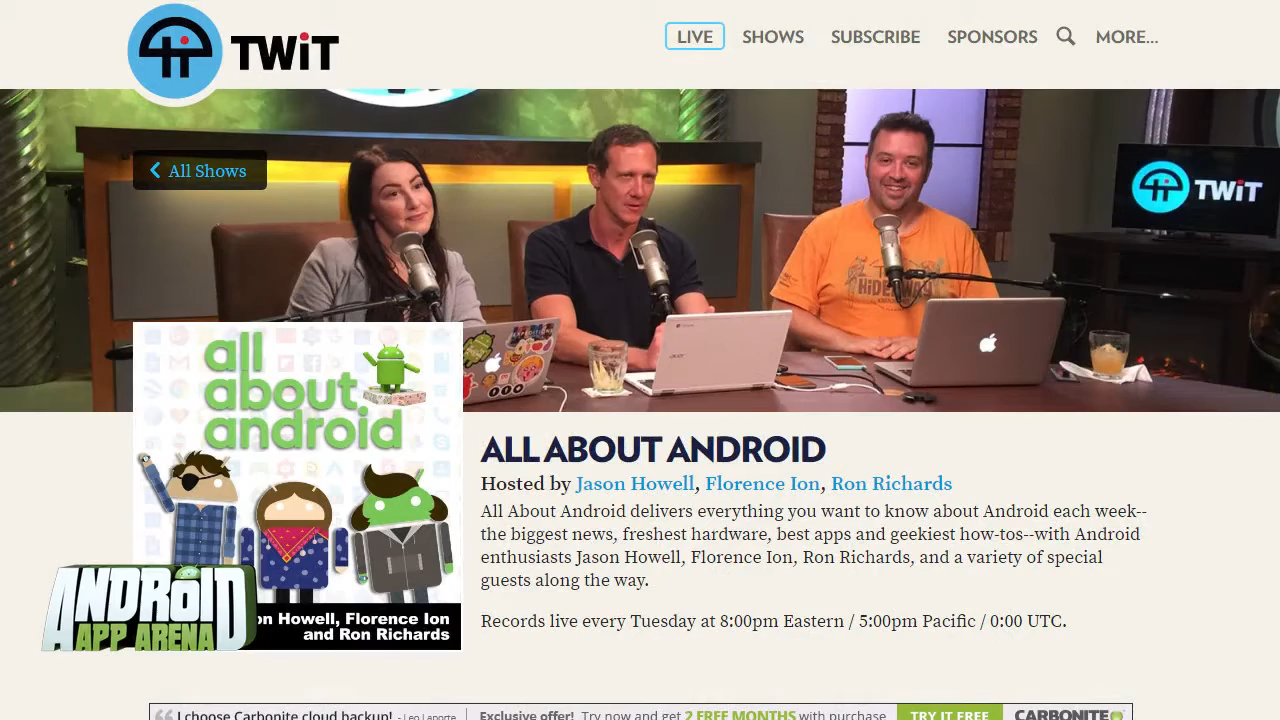 TWiT
LIVE
SHOWS
SUBSCRIBE
SPONSORS
MORE...
All Shows
TWiT
HIDEAWAY
acer
all
about
android
ANDROID
APP ARENA
on Howell, Florence Ion
and Ron Richards
ALL ABOUT ANDROID
Hosted by Jason Howell, Florence Ion, Ron Richards
All About Android delivers everything you want to know about Android each week--
the biggest news, freshest hardware, best apps and geekiest how-tos--with Android
enthusiasts Jason Howell, Florence Ion, Ron Richards, and a variety of special
guests along the way.
Records live every Tuesday at 8:00pm Eastern / 5:00pm Pacific / 0:00 UTC.
I choose Carbonite cloud backup! - Leo Laporte
Exclusive offer! Try now and get 2 FREE MONTHS with purchase
TRY IT FREE
CARBONITE